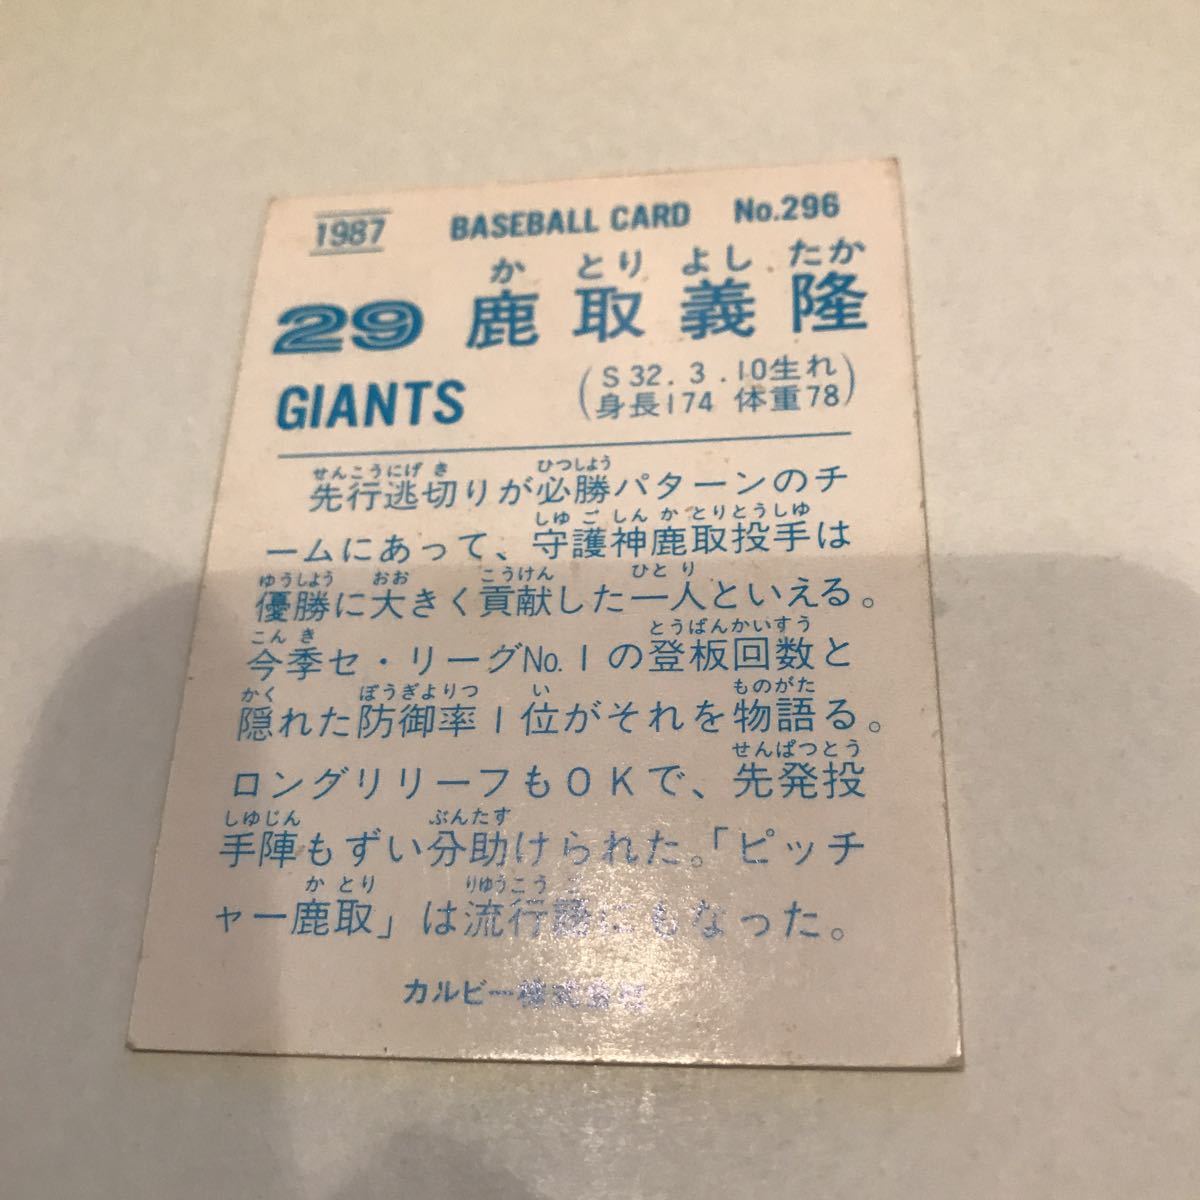 1987 BASEBALL CARD No.296
か とり よし たか
29 鹿取義隆
GIANTS
(S32.3.10生れ
身長174 体重78)
せんこうにげき ひつしよう
先行逃切りが必勝パターンのチ
しゆごしんかとりとうしゆ
ームにあって、守護神鹿取投手は
ゆうしよう おお こうけん ひとり
優勝に大きく貢献した一人といえる。
こんき とうばんかいすう
今季セ・リーグNo.1の登板回数と
かく ぼうぎよりつ い ものがた
隠れた防御率1位がそれを物語る。
せんぱつとう
ロングリリーフもOKで、先発投
しゆじん ぶんたす
手陣もずい分助けられた。「ピッチ
かとり りゆうこうご
ャー鹿取」は流行語にもなった。
カルビー株式会社